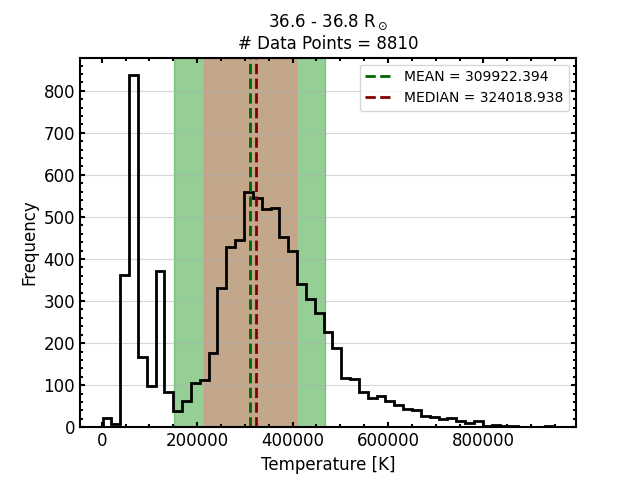 36.6 - 36.8 R⊙
# Data Points = 8810
MEAN = 309922.394
MEDIAN = 324018.938
Frequency
800
700
600
500
400
300
200
100
0
0 200000 400000 600000 800000
Temperature [K]